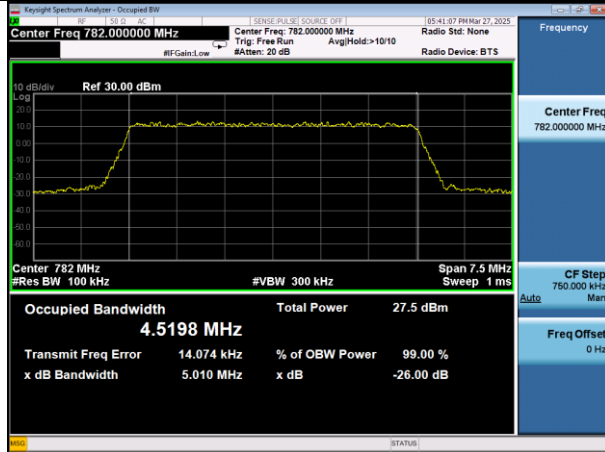 Keysight Spectrum Analyzer - Occupied BW
RF 50 Ω AC SENSE:PULSE SOURCE OFF 05:41:07 PM Mar 27, 2025
Center Freq 782.000000 MHz
Center Freq: 782.000000 MHz
Radio Std: None
Trig: Free Run Avg|Hold:>10/10
#IFGain:Low #Atten: 20 dB Radio Device: BTS
Frequency
10 dB/div Ref 30.00 dBm
Log
20.0
10.0
0.00
-10.0
-20.0
-30.0
-40.0
-50.0
-60.0
Center 782 MHz Span 7.5 MHz
#Res BW 100 kHz #VBW 300 kHz Sweep 1 ms
Occupied Bandwidth Total Power 27.5 dBm
4.5198 MHz
Transmit Freq Error 14.074 kHz % of OBW Power 99.00 %
x dB Bandwidth 5.010 MHz x dB -26.00 dB
Center Freq
782.000000 MHz
CF Step
750.000 kHz
Auto Man
Freq Offset
0 Hz
MSG STATUS